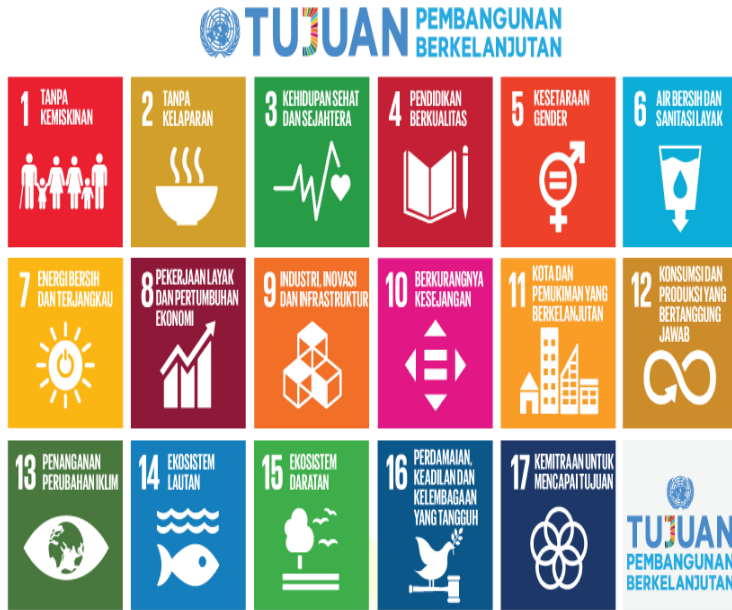 TUJUAN PEMBANGUNAN
BERKELANJUTAN
1 TANPA
KEMISKINAN
2 TANPA
KELAPARAN
3 KEHIDUPAN SEHAT
DAN SEJAHTERA
4 PENDIDIKAN
BERKUALITAS
5 KESETARAAN
GENDER
6 AIR BERSIH DAN
SANITASI LAYAK
7 ENERGI BERSIH
DAN TERJANGKAU
8 PEKERJAAN LAYAK
DAN PERTUMBUHAN
EKONOMI
9 INDUSTRI, INOVASI
DAN INFRASTRUKTUR
10 BERKURANGNYA
KESEJANGAN
11 KOTA DAN
PEMUKIMAN YANG
BERKELANJUTAN
12 KONSUMSI DAN
PRODUKSI YANG
BERTANGGUNG
JAWAB
13 PENANGANAN
PERUBAHAN IKLIM
14 EKOSISTEM
LAUTAN
15 EKOSISTEM
DARATAN
16 PERDAMAIAN,
KEADILAN DAN
KELEMBAGAAN
YANG TANGGUH
17 KEMITRAAN UNTUK
MENCAPAI TUJUAN
TUJUAN
PEMBANGUNAN
BERKELANJUTAN